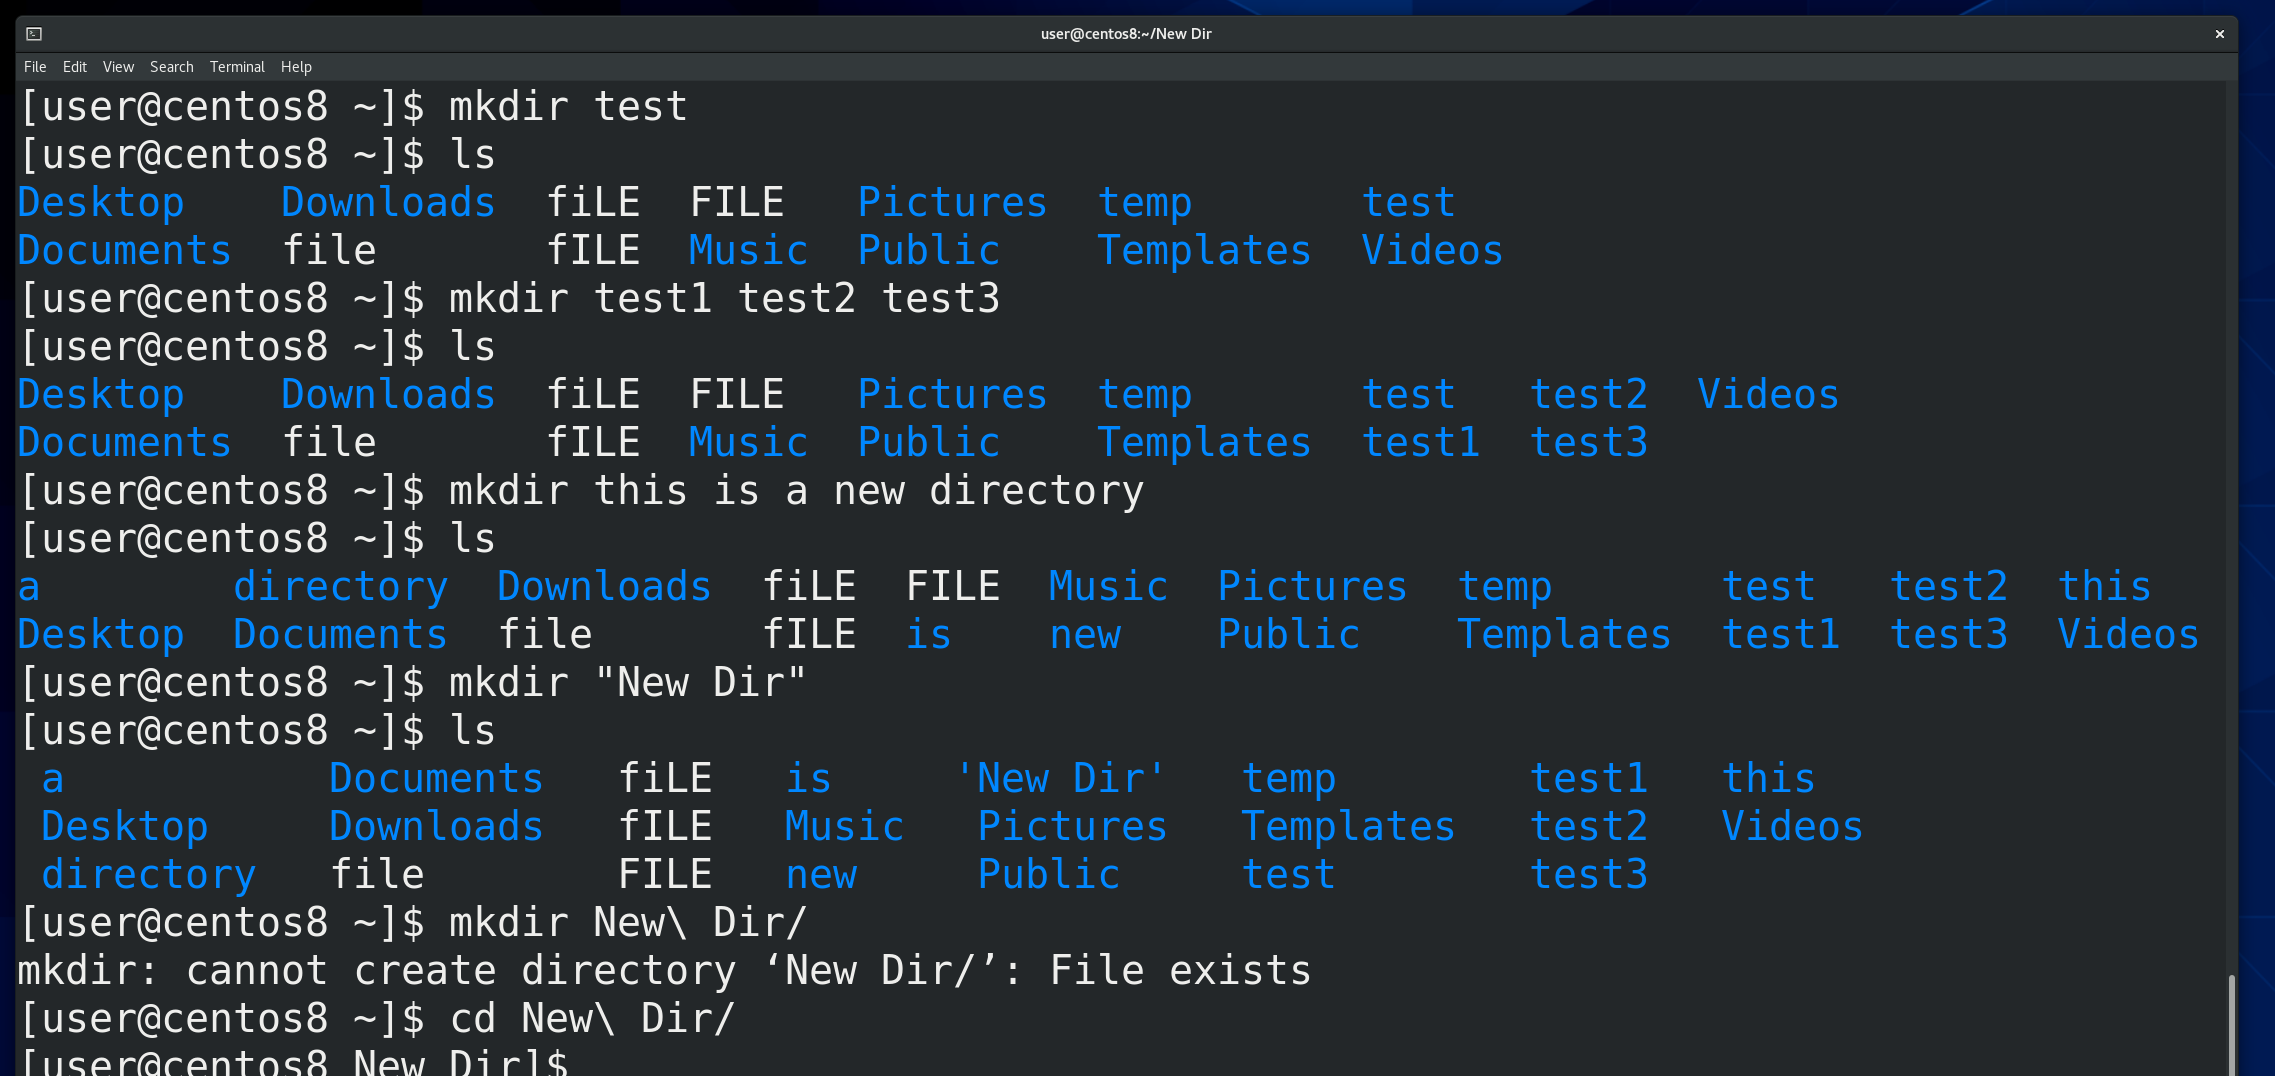 user@centos8:~/New Dir
×
File Edit View Search Terminal Help
[user@centos8 ~]$ mkdir test
[user@centos8 ~]$ ls
Desktop    Downloads  fiLE  FILE   Pictures  temp       test
Documents  file       fILE  Music  Public    Templates  Videos
[user@centos8 ~]$ mkdir test1 test2 test3
[user@centos8 ~]$ ls
Desktop    Downloads  fiLE  FILE   Pictures  temp       test   test2  Videos
Documents  file       fILE  Music  Public    Templates  test1  test3
[user@centos8 ~]$ mkdir this is a new directory
[user@centos8 ~]$ ls
a        directory  Downloads  fiLE  FILE  Music  Pictures  temp       test   test2  this
Desktop  Documents  file       fILE  is    new    Public    Templates  test1  test3  Videos
[user@centos8 ~]$ mkdir "New Dir"
[user@centos8 ~]$ ls
 a           Documents   fiLE   is     'New Dir'   temp        test1   this
 Desktop     Downloads   fILE   Music   Pictures   Templates   test2   Videos
 directory   file        FILE   new     Public     test        test3
[user@centos8 ~]$ mkdir New\ Dir/
mkdir: cannot create directory ‘New Dir/’: File exists
[user@centos8 ~]$ cd New\ Dir/
[user@centos8 New Dir]$